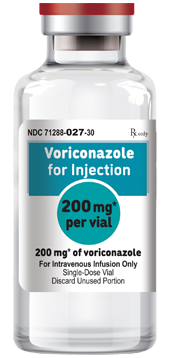 NDC 71288-027-30 Rx only
Voriconazole
for Injection
200 mg*
per vial
200 mg* of voriconazole
For Intravenous Infusion Only
Single-Dose Vial
Discard Unused Portion